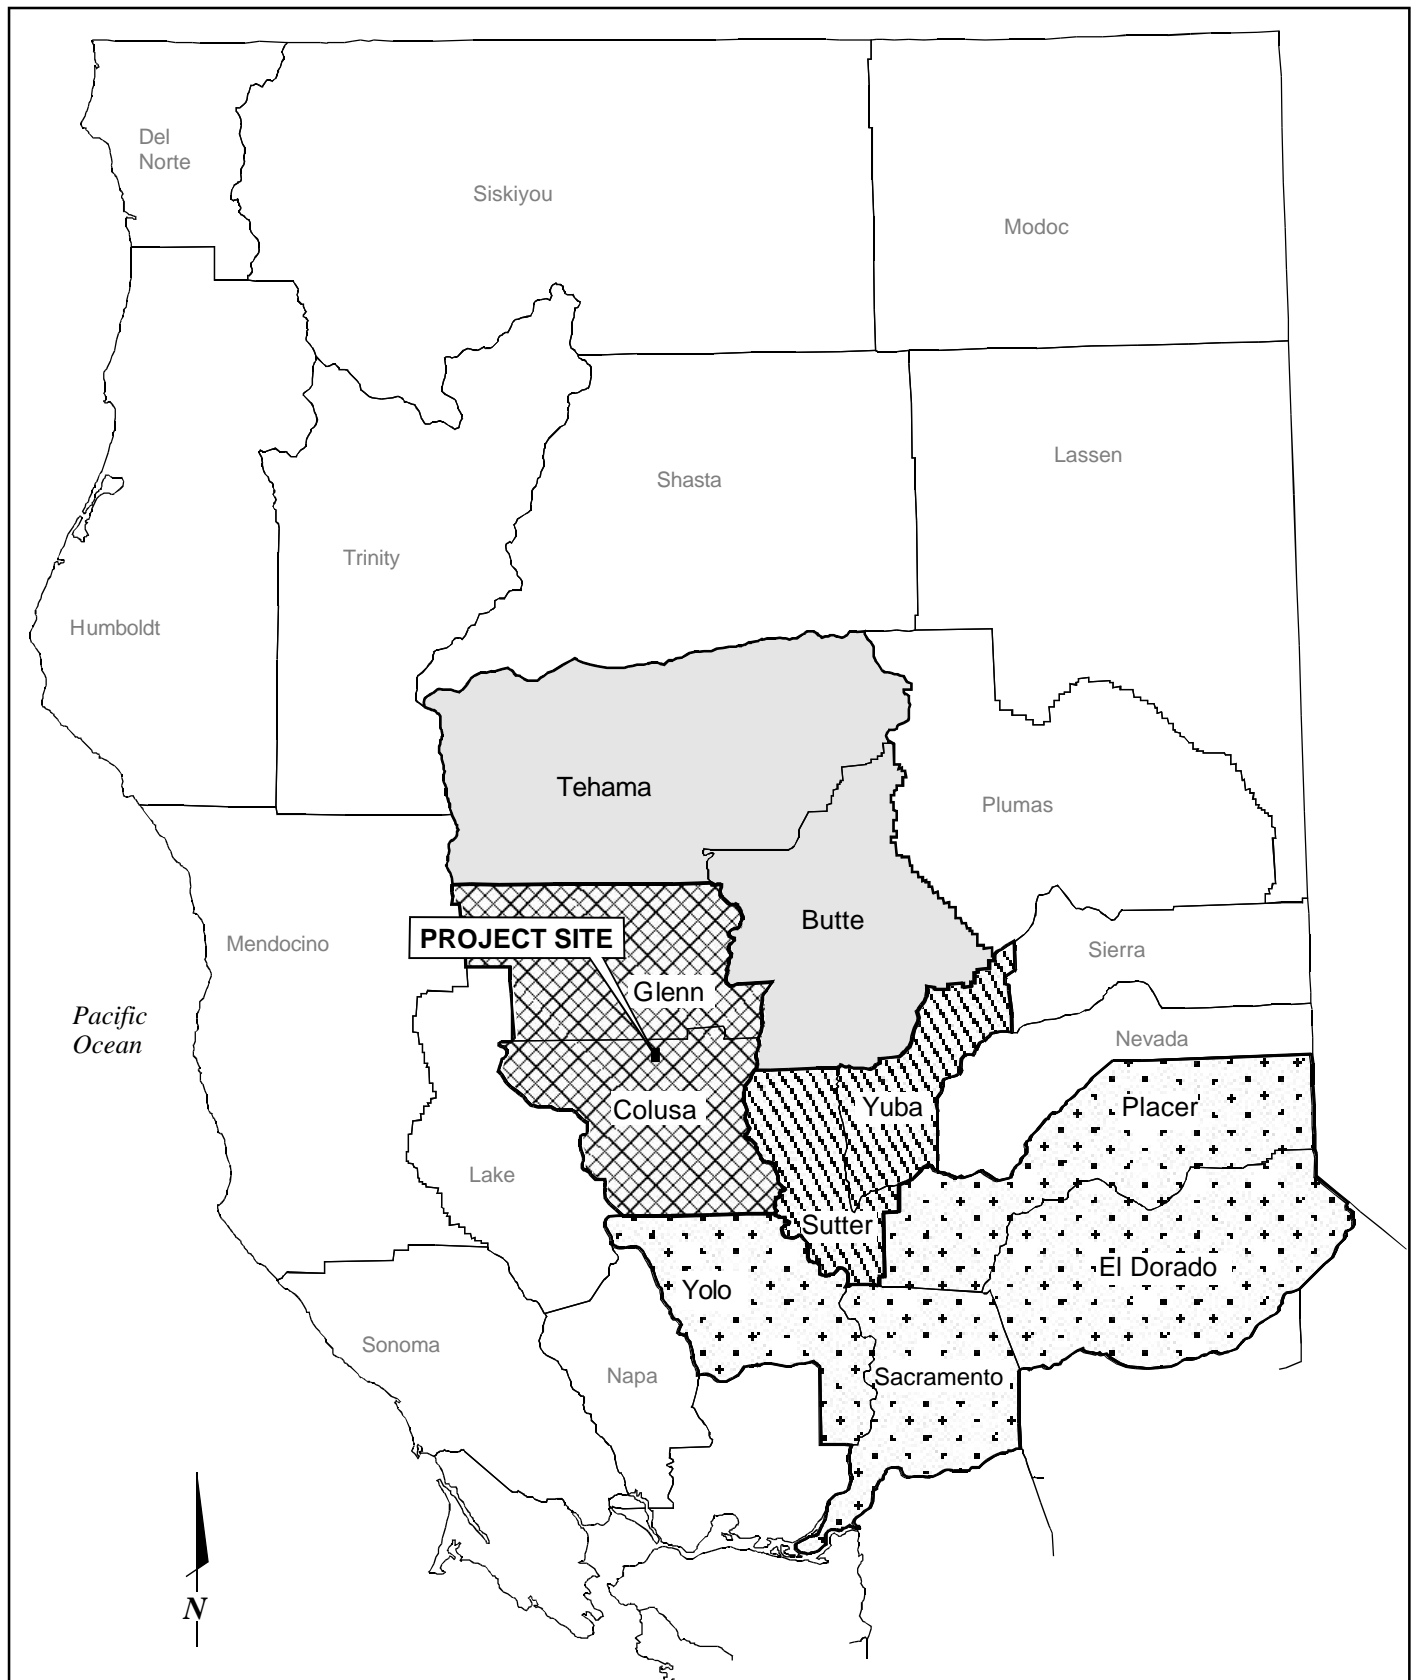 Del
Norte
Siskiyou
Modoc
Lassen
Shasta
Trinity
Humboldt
Tehama
Plumas
Butte
PROJECT SITE
Mendocino
Sierra
Glenn
Pacific
Ocean
Nevada
Colusa
Yuba
Placer
Lake
Sutter
El Dorado
Yolo
Sonoma
Napa
Sacramento
N